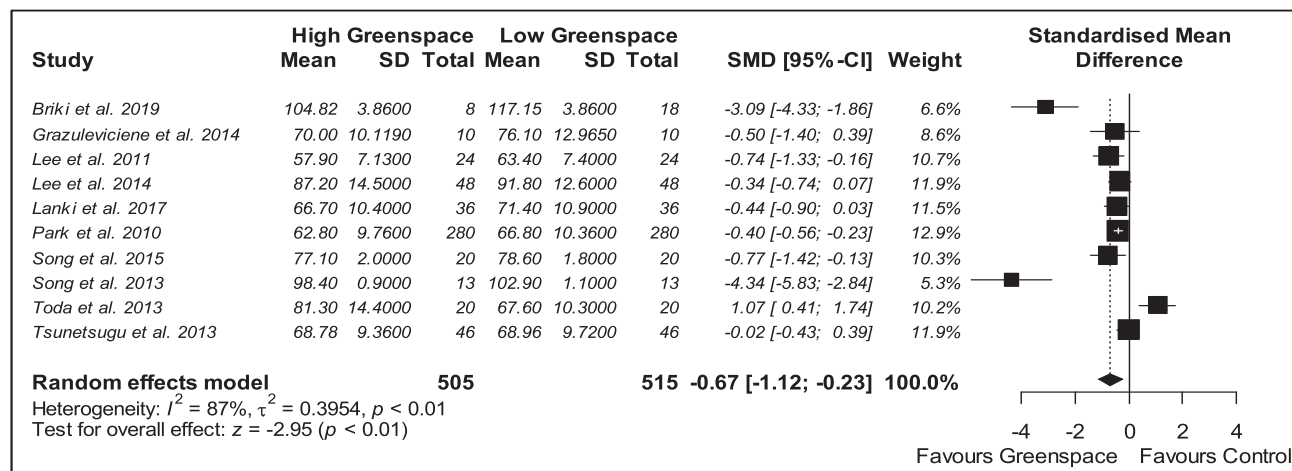 High Greenspace Low Greenspace Standardised Mean
Study Mean SD Total Mean SD Total SMD [95%-CI] Weight Difference
Briki et al. 2019 104.82 3.8600 8 117.15 3.8600 18 -3.09 [-4.33; -1.86] 6.6%
Grazuleviciene et al. 2014 70.00 10.1190 10 76.10 12.9650 10 -0.50 [-1.40; 0.39] 8.6%
Lee et al. 2011 57.90 7.1300 24 63.40 7.4000 24 -0.74 [-1.33; -0.16] 10.7%
Lee et al. 2014 87.20 14.5000 48 91.80 12.6000 48 -0.34 [-0.74; 0.07] 11.9%
Lanki et al. 2017 66.70 10.4000 36 71.40 10.9000 36 -0.44 [-0.90; 0.03] 11.5%
Park et al. 2010 62.80 9.7600 280 66.80 10.3600 280 -0.40 [-0.56; -0.23] 12.9%
Song et al. 2015 77.10 2.0000 20 78.60 1.8000 20 -0.77 [-1.42; -0.13] 10.3%
Song et al. 2013 98.40 0.9000 13 102.90 1.1000 13 -4.34 [-5.83; -2.84] 5.3%
Toda et al. 2013 81.30 14.4000 20 67.60 10.3000 20 1.07 [ 0.41; 1.74] 10.2%
Tsunetsugu et al. 2013 68.78 9.3600 46 68.96 9.7200 46 -0.02 [-0.43; 0.39] 11.9%
Random effects model 505 515 -0.67 [-1.12; -0.23] 100.0%
Heterogeneity: I² = 87%, τ² = 0.3954, p < 0.01
Test for overall effect: z = -2.95 (p < 0.01)
-4 -2 0 2 4
Favours Greenspace Favours Control